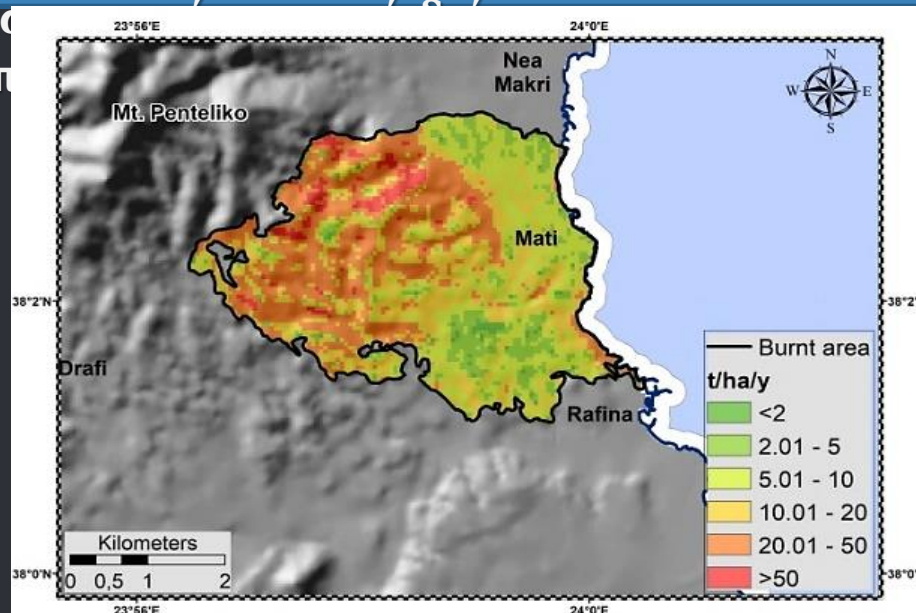 23°56'E 24°0'E
Nea
Makri
N
W E
S
Mt. Penteliko
Mati
38°2'N 38°2'
Drafi
Burnt area
t/ha/y
<2
2.01 - 5
5.01 - 10
10.01 - 20
20.01 - 50
>50
Rafina
Kilometers
0 0,5 1 2
38°0'N 38°0'
23°56'E 24°0'E